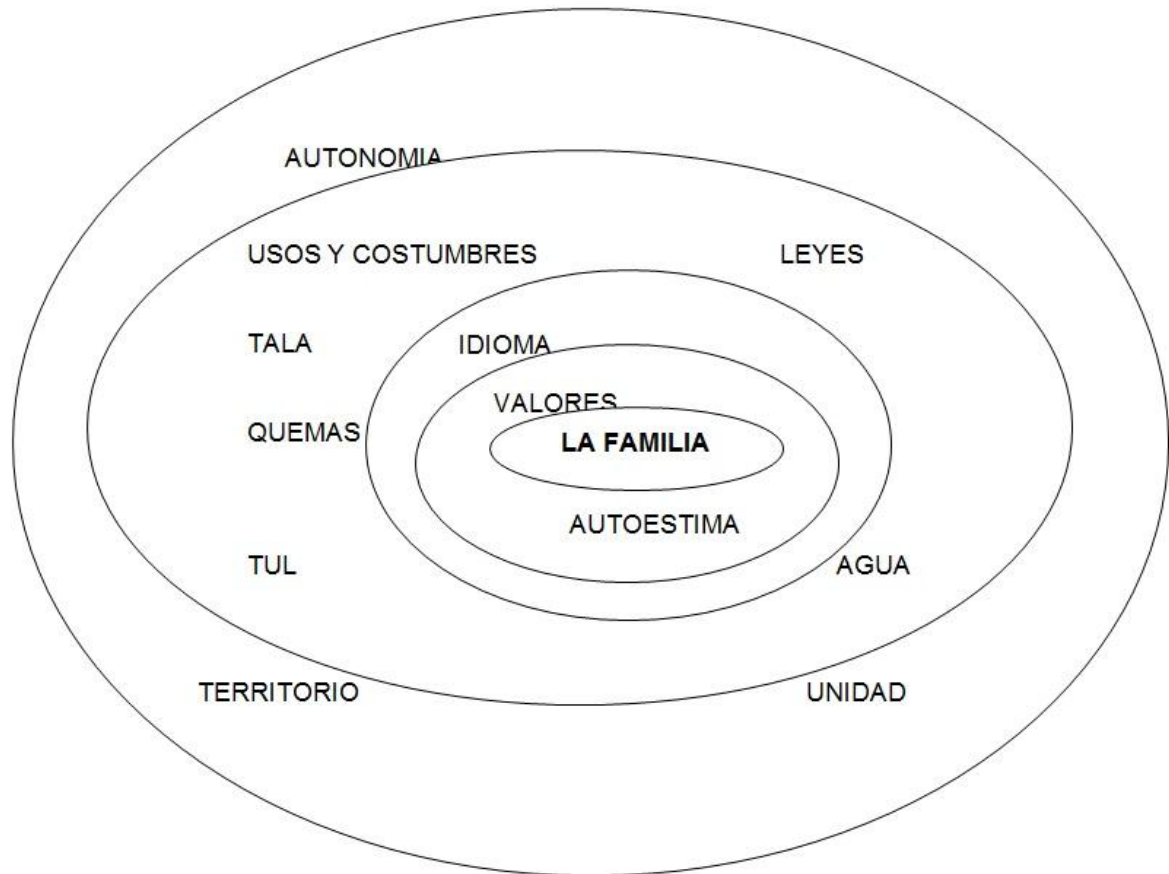 AUTONOMIA
USOS Y COSTUMBRES
LEYES
TALA
IDIOMA
VALORES
QUEMAS
LA FAMILIA
AUTOESTIMA
TUL
AGUA
TERRITORIO
UNIDAD